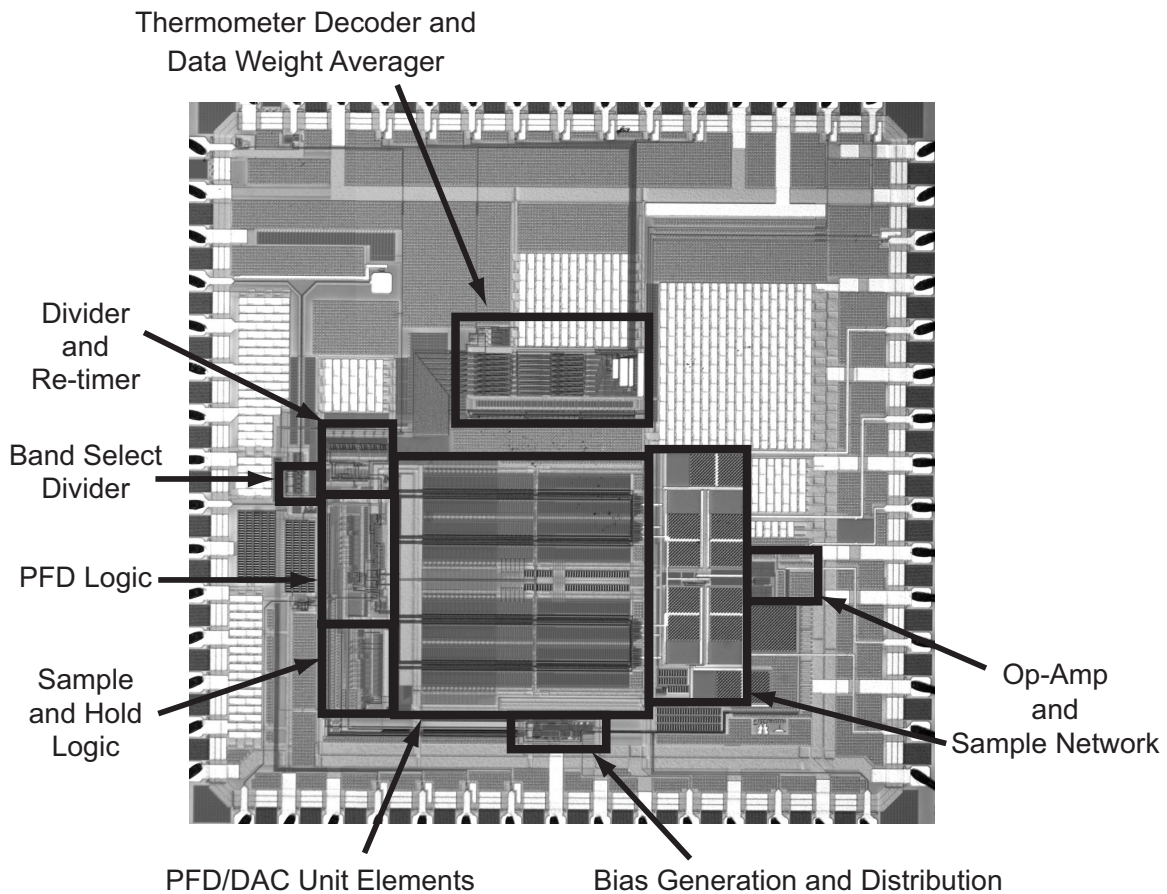 Thermometer Decoder and
Data Weight Averager
Divider
and
Re-timer
Band Select
Divider
PFD Logic
Sample
and Hold
Logic
Op-Amp
and
Sample Network
PFD/DAC Unit Elements
Bias Generation and Distribution